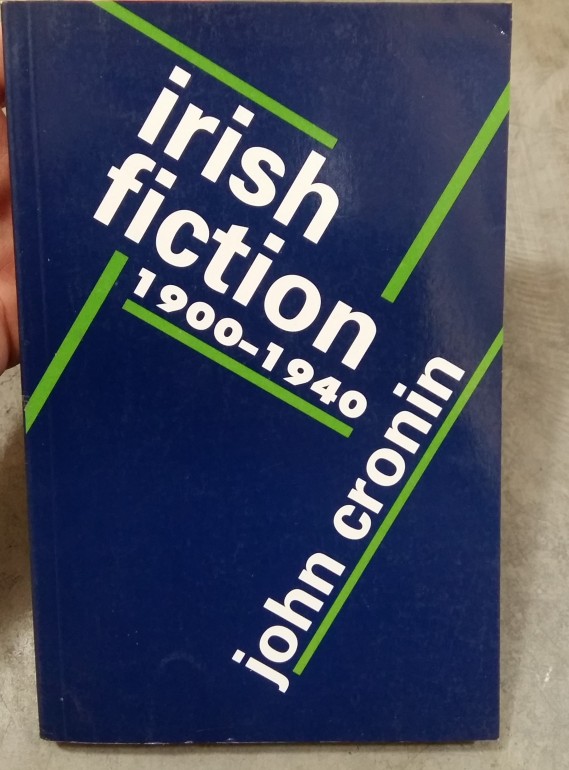 irish
fiction
1900–1940
john cronin